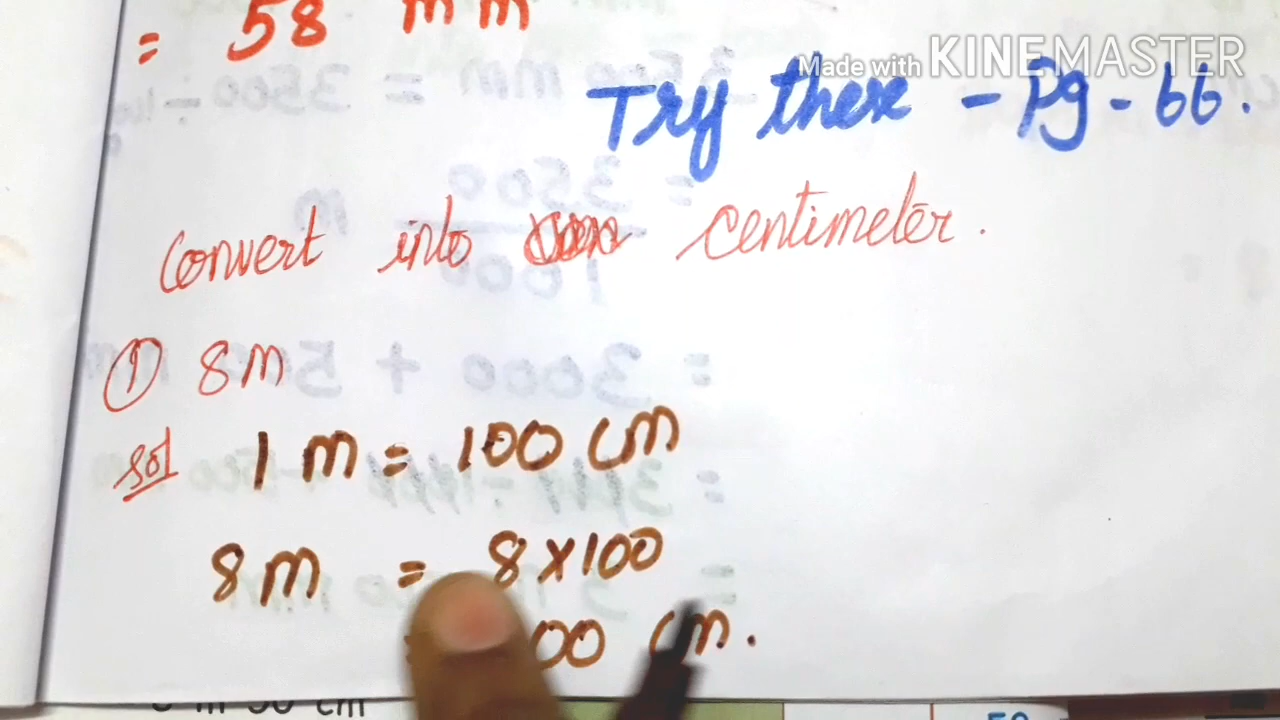 = 58 mm
Made with KINEMASTER
Try these - Pg - 66.
Convert into centimeter.
① 8m
Sol 1 m = 100 cm
8m = 8 × 100
00 cm.